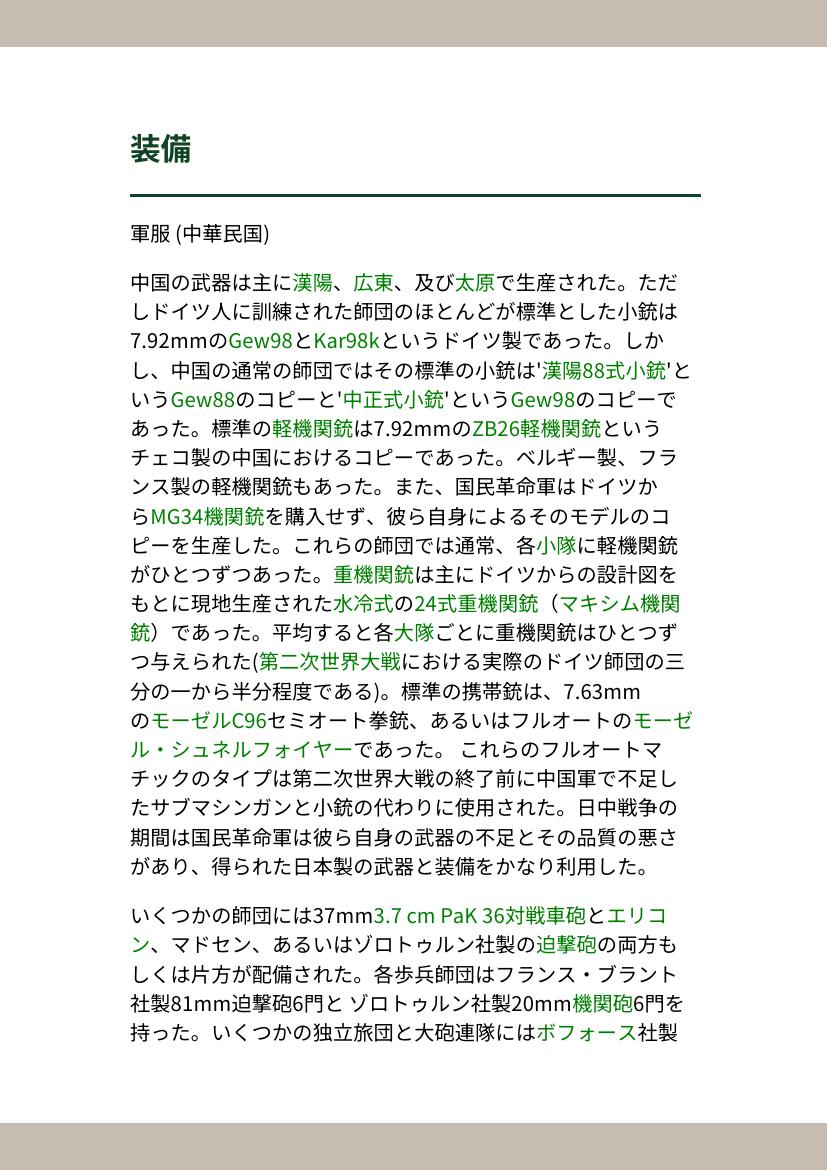 装備
軍服 (中華民国)
中国の武器は主に漢陽、広東、及び太原で生産された。ただ
しドイツ人に訓練された師団のほとんどが標準とした小銃は
7.92mmのGew98とKar98kというドイツ製であった。しか
し、中国の通常の師団ではその標準の小銃は'漢陽88式小銃'と
いうGew88のコピーと'中正式小銃'というGew98のコピーで
あった。標準の軽機関銃は7.92mmのZB26軽機関銃という
チェコ製の中国におけるコピーであった。ベルギー製、フラ
ンス製の軽機関銃もあった。また、国民革命軍はドイツか
らMG34機関銃を購入せず、彼ら自身によるそのモデルのコ
ピーを生産した。これらの師団では通常、各小隊に軽機関銃
がひとつずつあった。重機関銃は主にドイツからの設計図を
もとに現地生産された水冷式の24式重機関銃（マキシム機関
銃）であった。平均すると各大隊ごとに重機関銃はひとつず
つ与えられた(第二次世界大戦における実際のドイツ師団の三
分の一から半分程度である)。標準の携帯銃は、7.63mm
のモーゼルC96セミオート拳銃、あるいはフルオートのモーゼ
ル・シュネルフォイヤーであった。 これらのフルオートマ
チックのタイプは第二次世界大戦の終了前に中国軍で不足し
たサブマシンガンと小銃の代わりに使用された。日中戦争の
期間は国民革命軍は彼ら自身の武器の不足とその品質の悪さ
があり、得られた日本製の武器と装備をかなり利用した。
いくつかの師団には37mm3.7 cm PaK 36対戦車砲とエリコ
ン、マドセン、あるいはゾロトゥルン社製の迫撃砲の両方も
しくは片方が配備された。各歩兵師団はフランス・ブラント
社製81mm迫撃砲6門と ゾロトゥルン社製20mm機関砲6門を
持った。いくつかの独立旅団と大砲連隊にはボフォース社製